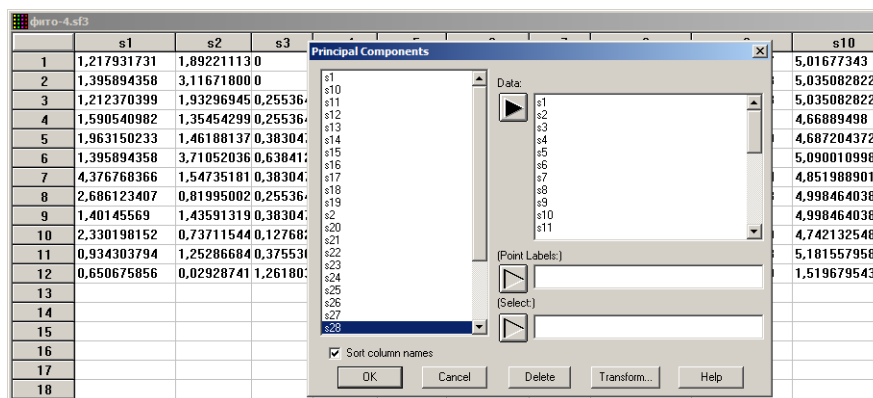 фито-4.sf3
s1 s2 s3 s10
Principal Components
1 1,217931731 1,89221113 0 5,01677343
2 1,395894358 3,11671800 0 5,035082822
3 1,212370399 1,93296945 0,25536 5,035082822
4 1,590540982 1,35454299 0,25536 4,66889498
5 1,963150233 1,46188137 0,38304 4,687204372
6 1,395894358 3,71052036 0,63841 5,090010998
7 4,376768366 1,54735181 0,38304 4,851988901
8 2,686123407 0,81995002 0,25536 4,998464038
9 1,40145569 1,43591319 0,38304 4,998464038
10 2,330198152 0,73711544 0,12768 4,742132548
11 0,934303794 1,25286684 0,37553 5,181557958
12 0,650675856 0,02928741 1,26180 1,519679543
13
14
15
16
17
18
s1
s10
s11
s12
s13
s14
s15
s16
s17
s18
s19
s2
s20
s21
s22
s23
s24
s25
s26
s27
s28
Data:
s1
s2
s3
s4
s5
s6
s7
s8
s9
s10
s11
(Point Labels:)
(Select:)
Sort column names
OK Cancel Delete Transform... Help